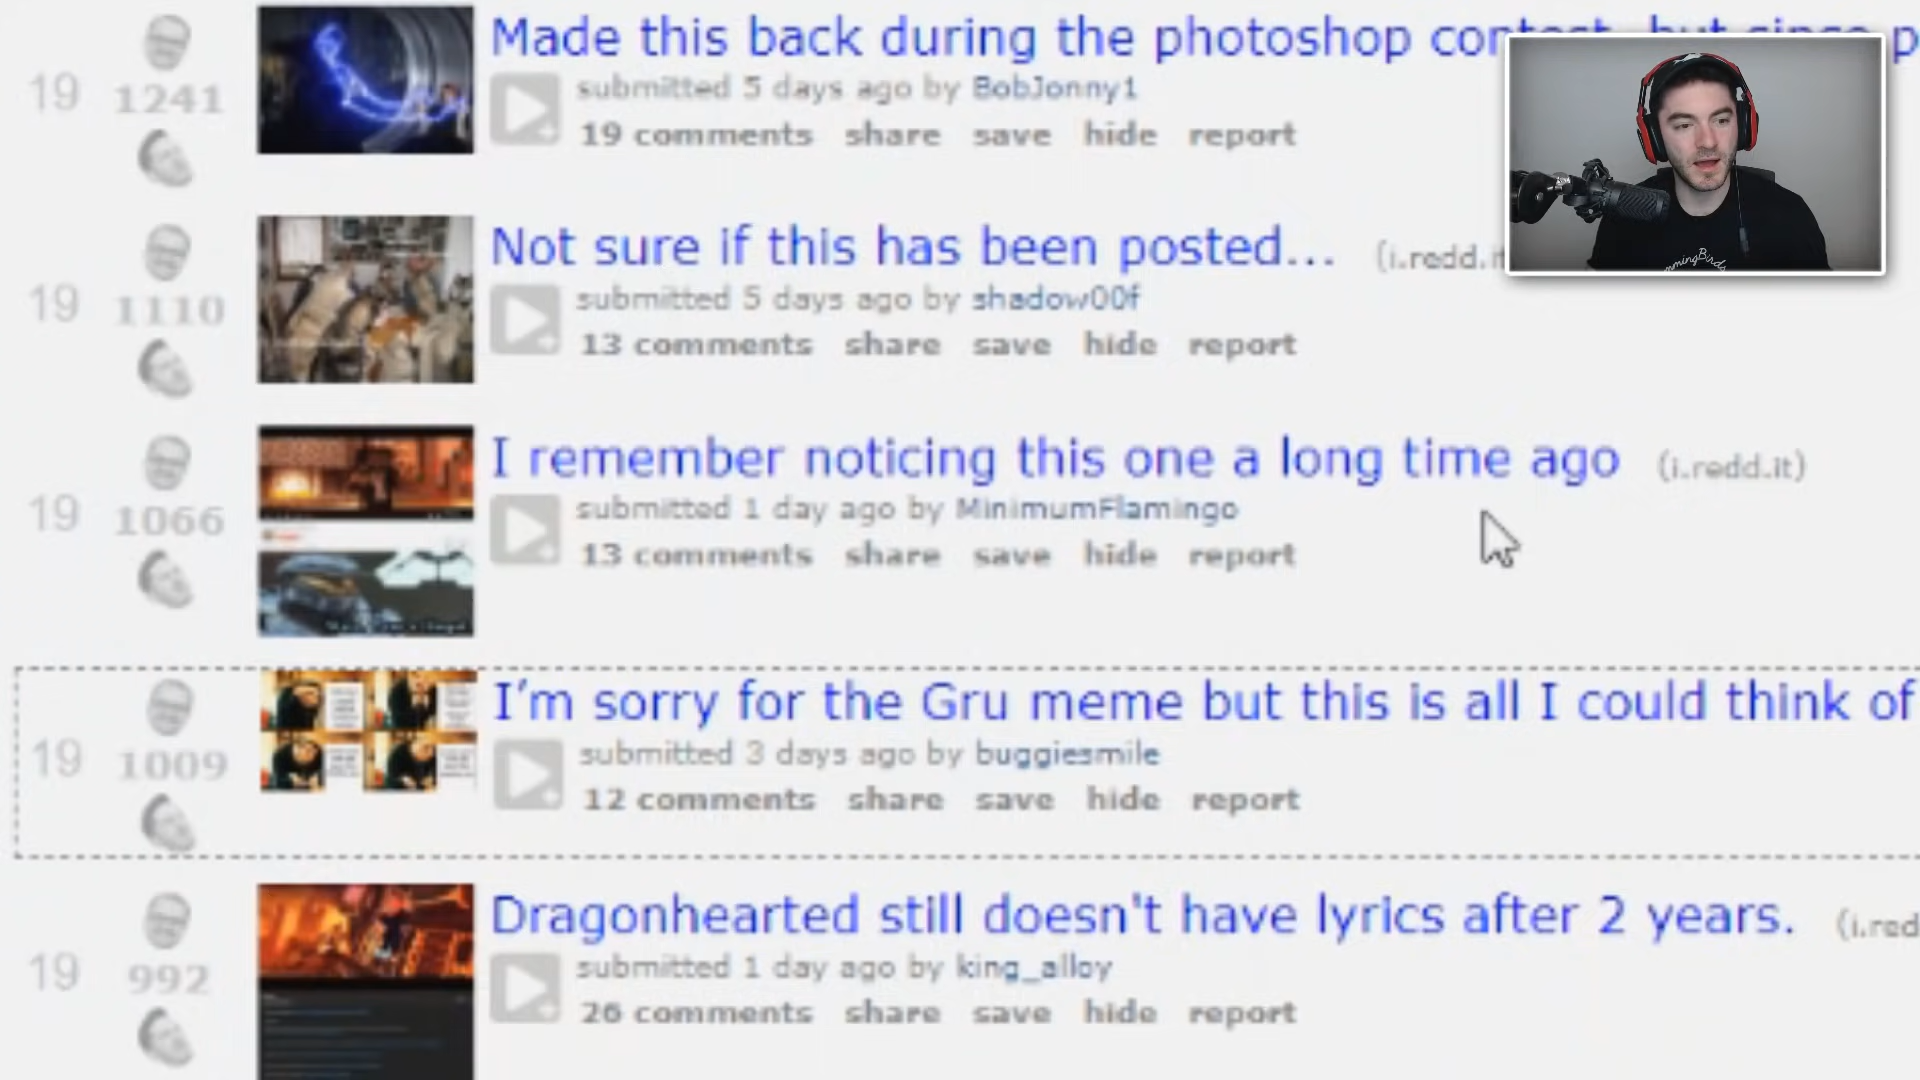 Made this back during the photoshop contest, but since p
submitted 5 days ago by BobJonny1
19
1241
19 comments share save hide report
Not sure if this has been posted... (i.redd.it
submitted 5 days ago by shadow00f
19
1110
13 comments share save hide report
I remember noticing this one a long time ago (i.redd.it)
submitted 1 day ago by MinimumFlamingo
19
1066
13 comments share save hide report
I'm sorry for the Gru meme but this is all I could think of
submitted 3 days ago by buggiesmile
19
1009
12 comments share save hide report
Dragonhearted still doesn't have lyrics after 2 years. (i.red
submitted 1 day ago by king_alloy
19
992
26 comments share save hide report